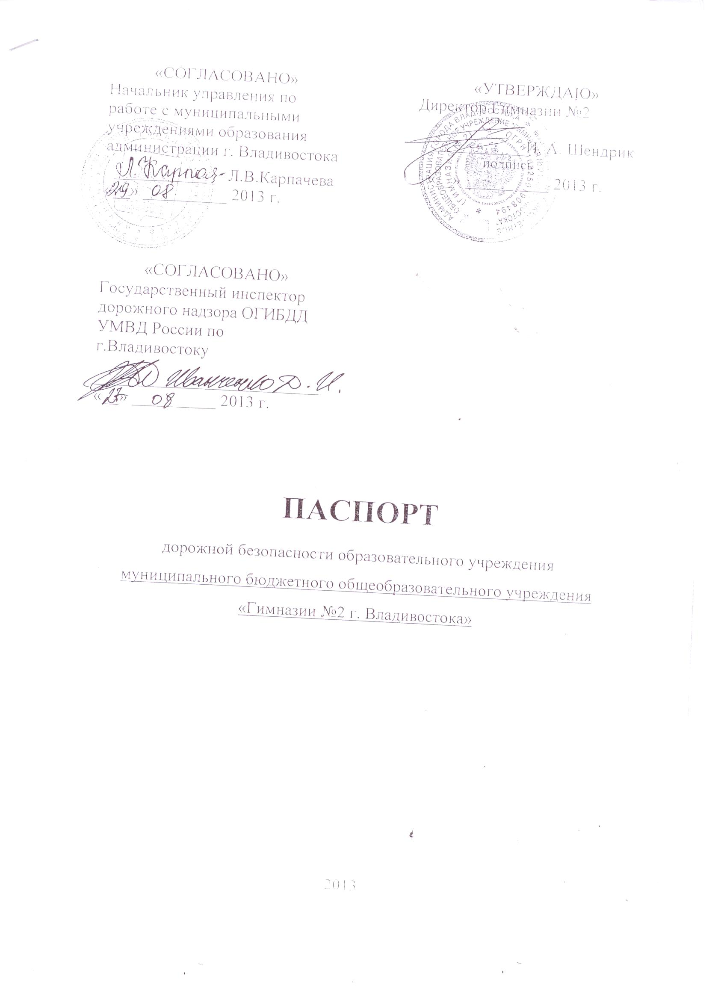 «СОГЛАСОВАНО»
Начальник управления по
работе с муниципальными
учреждениями образования
администрации г. Владивостока
Л.В.Карпачева
«29» 08 2013 г.
«УТВЕРЖДАЮ»
Директор Гимназии №2
И. А. Шендрик
подпись
2013 г.
«СОГЛАСОВАНО»
Государственный инспектор
дорожного надзора ОГИБДД
УМВД России по
г.Владивостоку
Иванченко Д. И.
«27» 08 2013 г.
ПАСПОРТ
дорожной безопасности образовательного учреждения
муниципального бюджетного общеобразовательного учреждения
«Гимназии №2 г. Владивостока»
2013